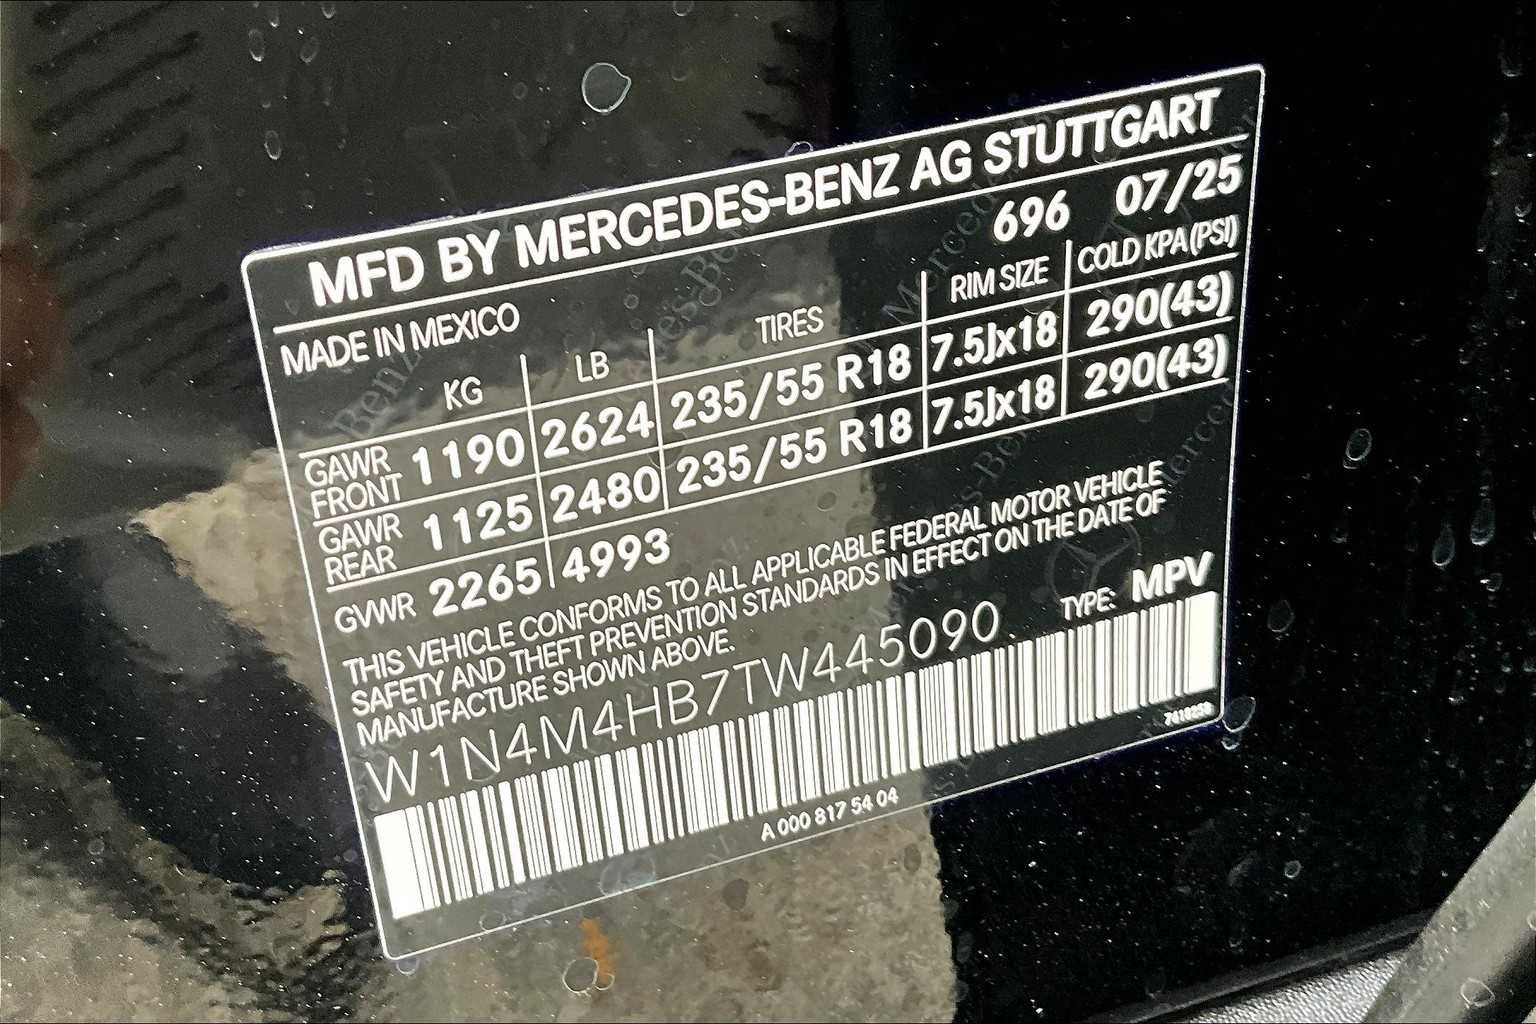 MFD BY MERCEDES-BENZ AG STUTTGART
696 07/25
MADE IN MEXICO
KG LB TIRES RIM SIZE COLD KPA (PSI)
GAWR FRONT 1190 2624 235/55 R18 7.5Jx18 290(43)
GAWR REAR 1125 2480 235/55 R18 7.5Jx18 290(43)
GVWR 2265 4993
THIS VEHICLE CONFORMS TO ALL APPLICABLE FEDERAL MOTOR VEHICLE
SAFETY AND THEFT PREVENTION STANDARDS IN EFFECT ON THE DATE OF
MANUFACTURE SHOWN ABOVE.
TYPE: MPV
W1N4M4HB7TW445090
A 000 817 54 04